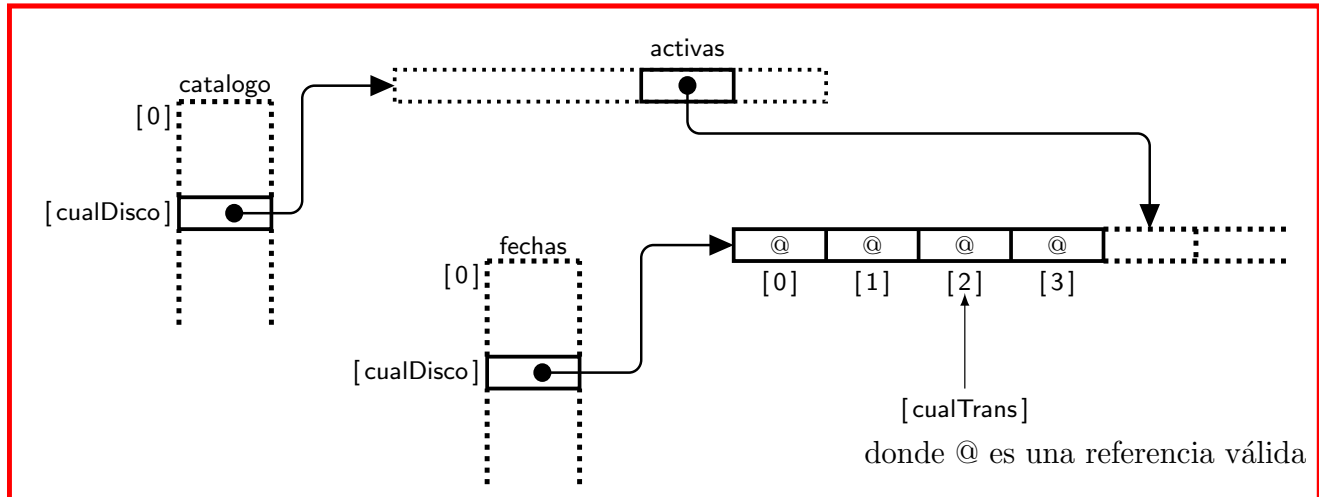 activas
catalogo
[0]
[cualDisco]
fechas
[0]
@ @ @ @
[0] [1] [2] [3]
[cualDisco]
[cualTrans]
donde @ es una referencia válida